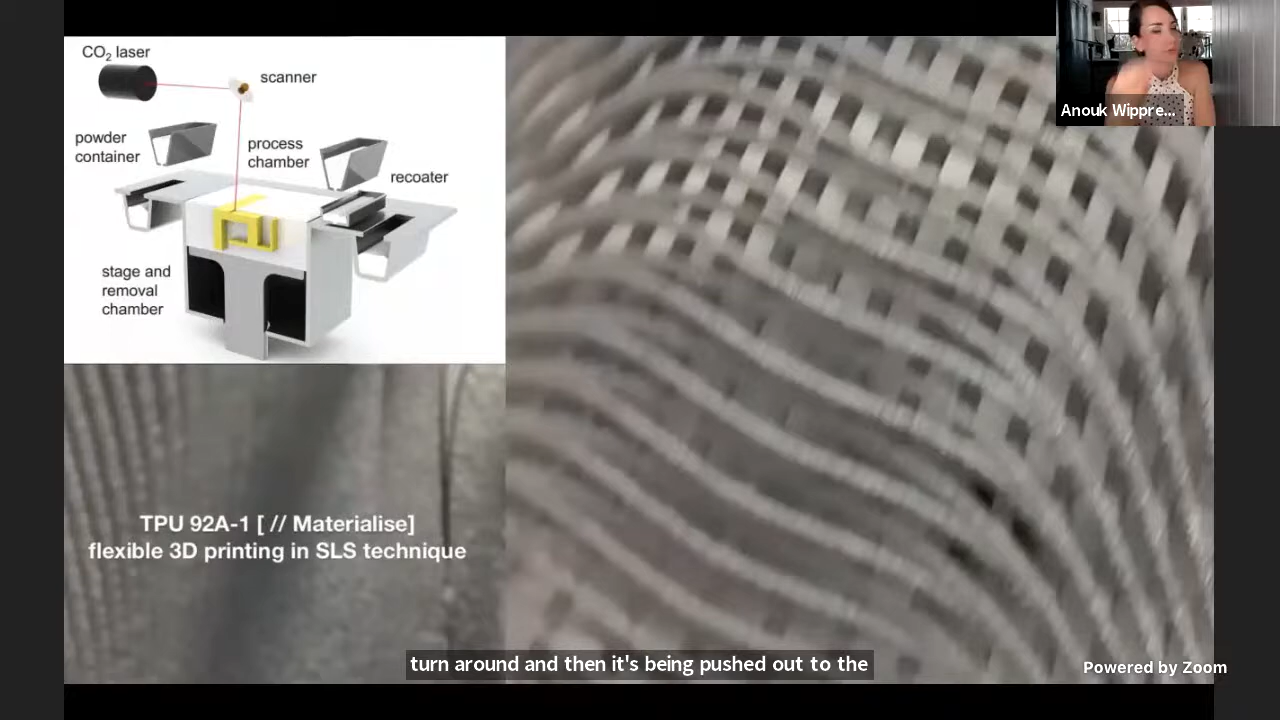 CO2 laser
scanner
powder
container
process
chamber
recoater
stage and
removal
chamber
TPU 92A-1 [ // Materialise]
flexible 3D printing in SLS technique
Anouk Wippre...
turn around and then it's being pushed out to the
Powered by Zoom